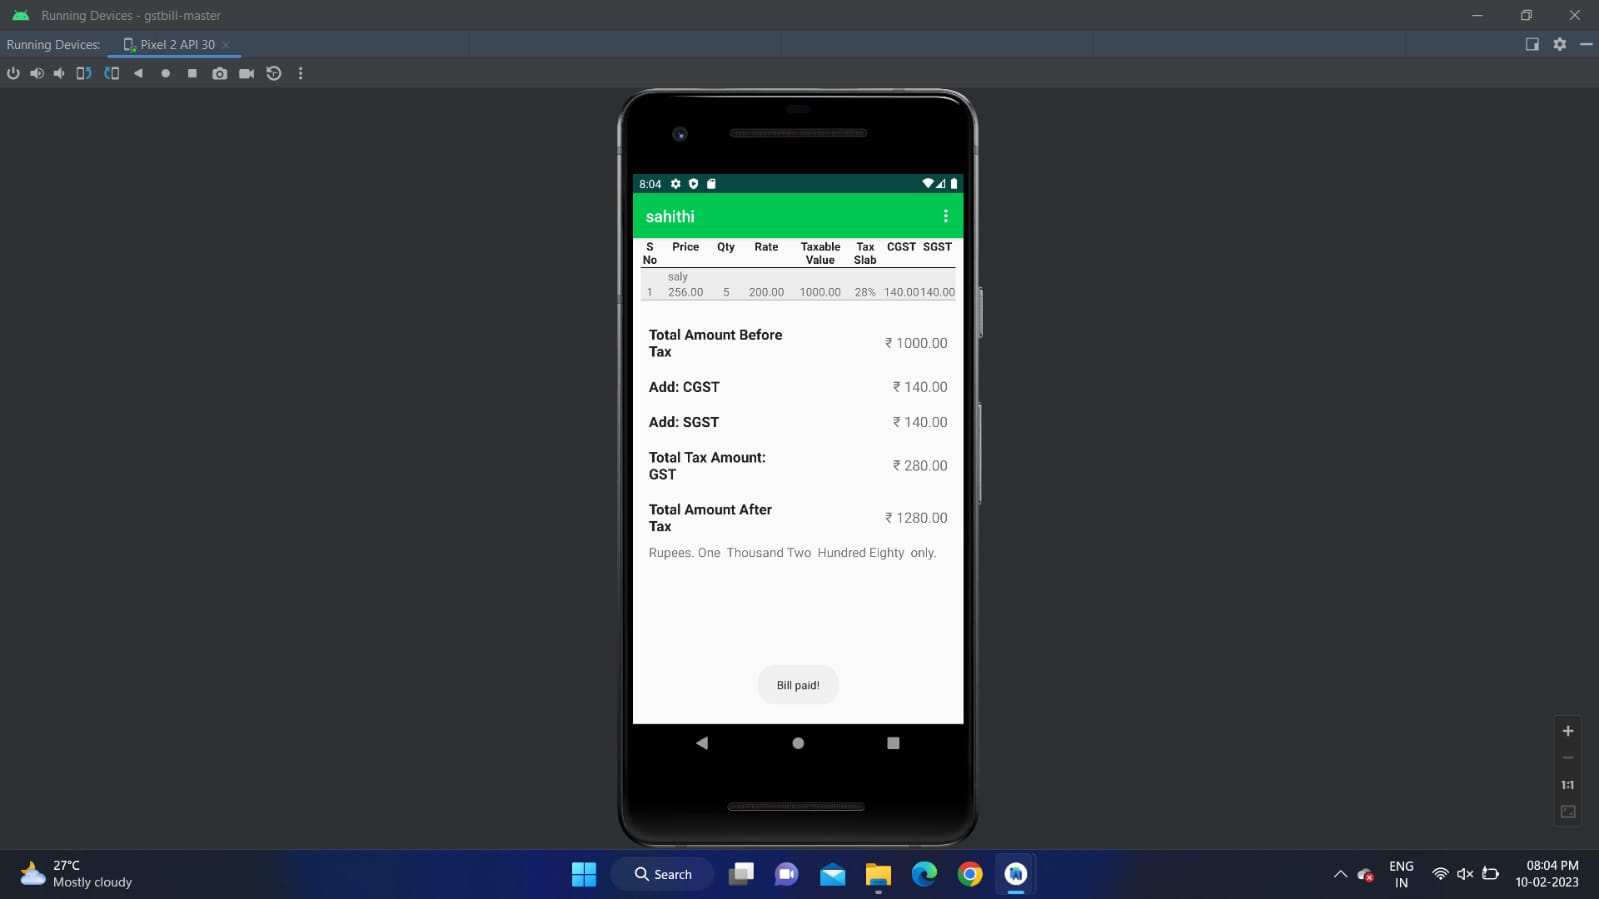 Running Devices - gstbill-master
Running Devices: Pixel 2 API 30
8:04
sahithi
S No Price Qty Rate Taxable Value Tax Slab CGST SGST
saly
1 256.00 5 200.00 1000.00 28% 140.00 140.00
Total Amount Before Tax ₹ 1000.00
Add: CGST ₹ 140.00
Add: SGST ₹ 140.00
Total Tax Amount: GST ₹ 280.00
Total Amount After Tax ₹ 1280.00
Rupees. One Thousand Two Hundred Eighty only.
Bill paid!
1:1
27°C
Mostly cloudy
Search
ENG
IN
08:04 PM
10-02-2023